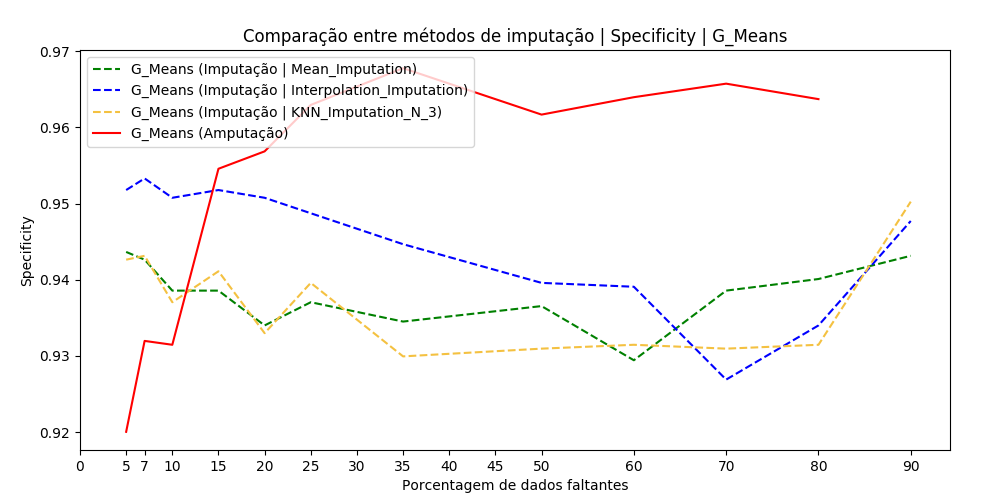 Comparação entre métodos de imputação | Specificity | G_Means
G_Means (Imputação | Mean_Imputation)
G_Means (Imputação | Interpolation_Imputation)
G_Means (Imputação | KNN_Imputation_N_3)
G_Means (Amputação)
0.97
0.96
0.95
0.94
0.93
0.92
Specificity
0 5 7 10 15 20 25 30 35 40 45 50 60 70 80 90
Porcentagem de dados faltantes